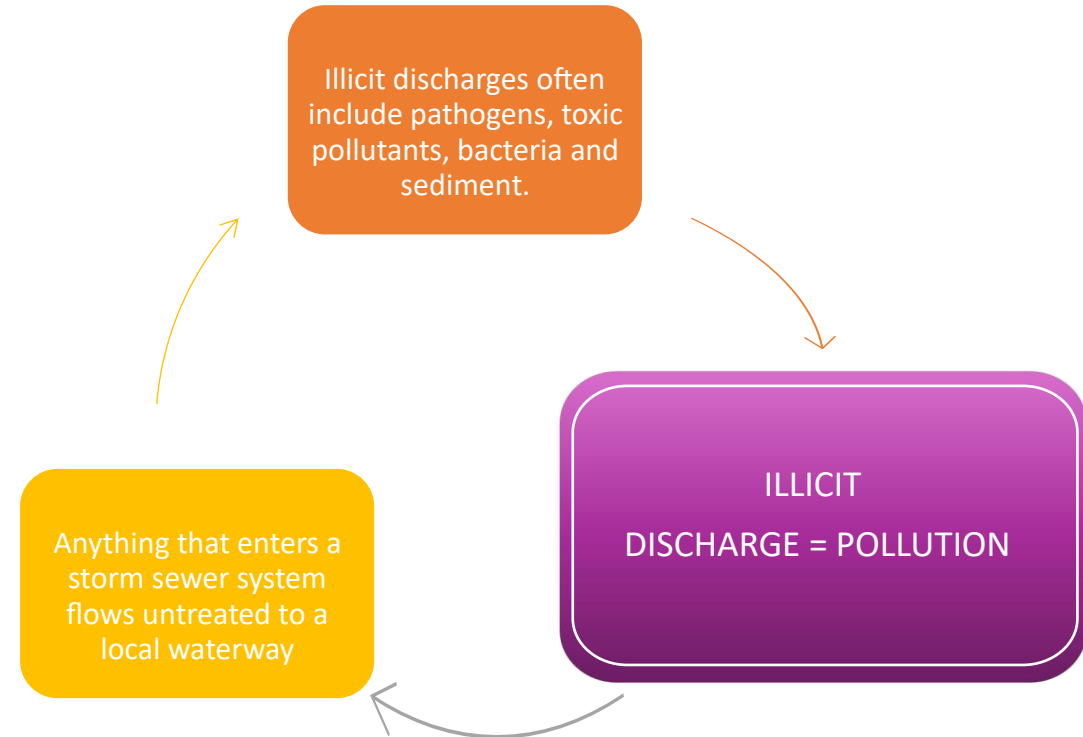 Illicit discharges often
include pathogens, toxic
pollutants, bacteria and
sediment.
ILLICIT
DISCHARGE = POLLUTION
Anything that enters a
storm sewer system
flows untreated to a
local waterway